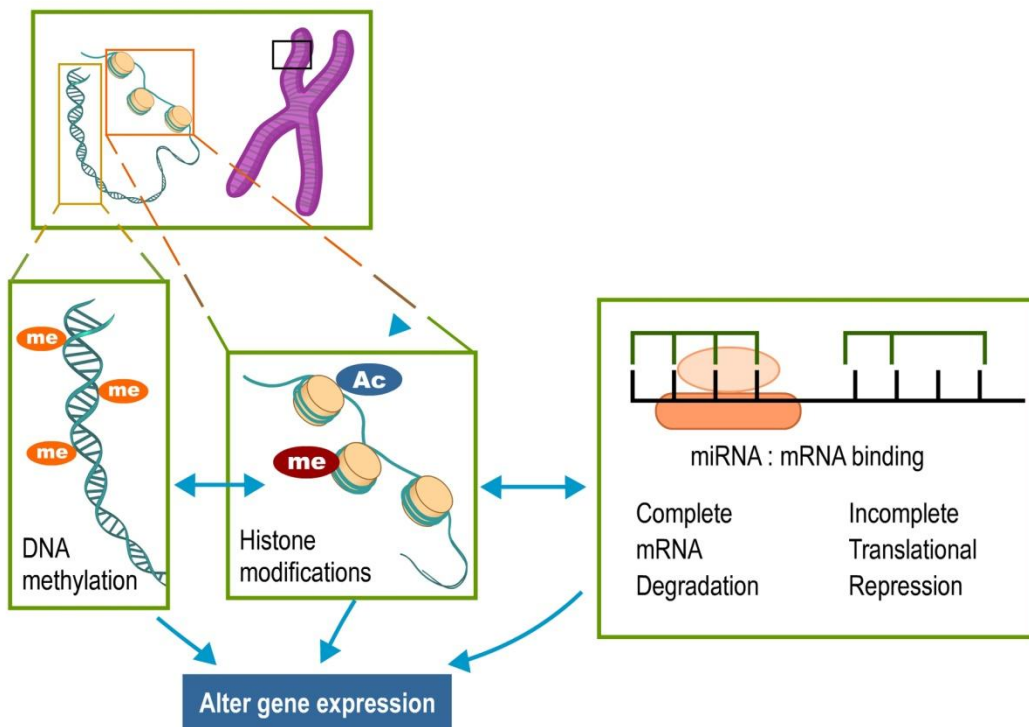 me
me
me
DNA
methylation
Ac
me
Histone
modifications
miRNA : mRNA binding
Complete
mRNA
Degradation
Incomplete
Translational
Repression
Alter gene expression